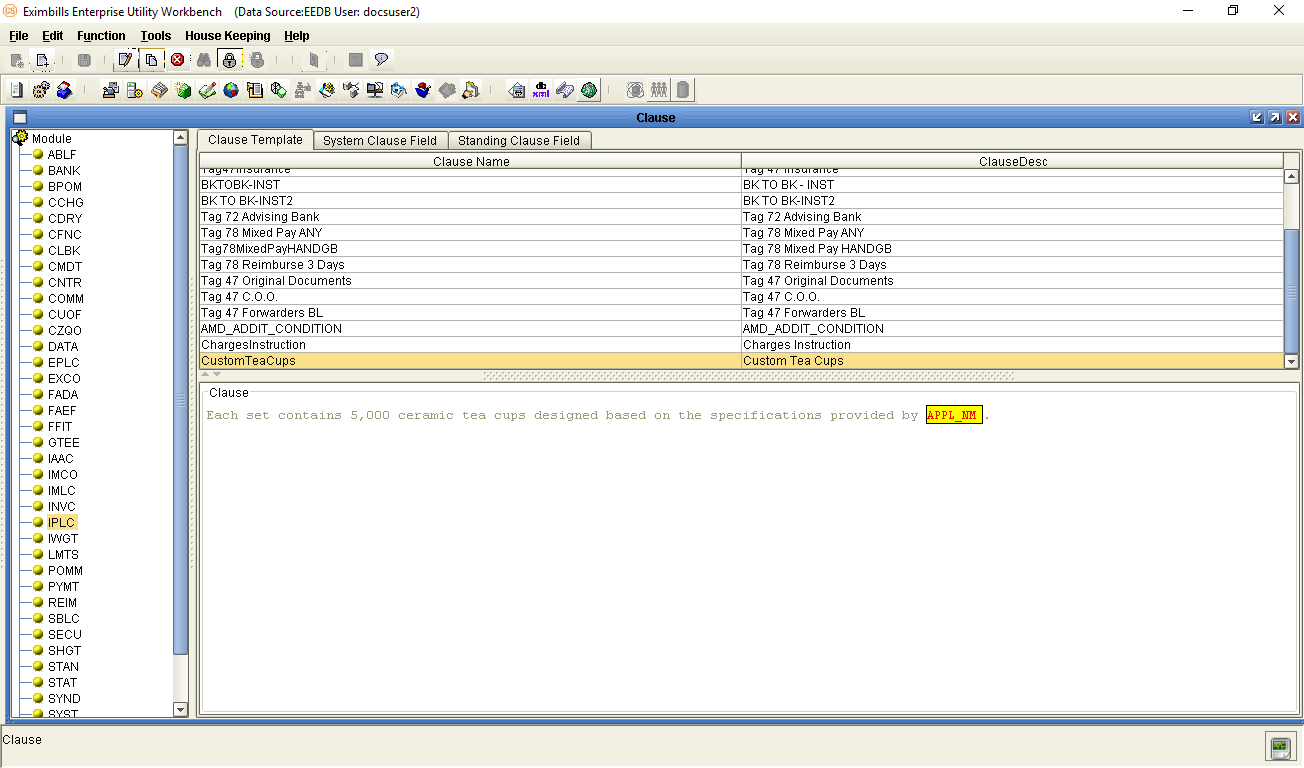 Eximbills Enterprise Utility Workbench (Data Source:EEDB User: docsuser2)
File Edit Function Tools House Keeping Help
Clause
Module
ABLF
BANK
BPOM
CCHG
CDRY
CFNC
CLBK
CMDT
CNTR
COMM
CUOF
CZQO
DATA
EPLC
EXCO
FADA
FAEF
FFIT
GTEE
IAAC
IMCO
IMLC
INVC
IPLC
IWGT
LMTS
POMM
PYMT
REIM
SBLC
SECU
SHGT
STAN
STAT
SYND
SYST
Clause Template System Clause Field Standing Clause Field
Clause Name ClauseDesc
Tag47Insurance Tag 47 Insurance
BKTOBK-INST BK TO BK - INST
BK TO BK-INST2 BK TO BK-INST2
Tag 72 Advising Bank Tag 72 Advising Bank
Tag 78 Mixed Pay ANY Tag 78 Mixed Pay ANY
Tag78MixedPayHANDGB Tag 78 Mixed Pay HANDGB
Tag 78 Reimburse 3 Days Tag 78 Reimburse 3 Days
Tag 47 Original Documents Tag 47 Original Documents
Tag 47 C.O.O. Tag 47 C.O.O.
Tag 47 Forwarders BL Tag 47 Forwarders BL
AMD_ADDIT_CONDITION AMD_ADDIT_CONDITION
ChargesInstruction Charges Instruction
CustomTeaCups Custom Tea Cups
Clause
Each set contains 5,000 ceramic tea cups designed based on the specifications provided by APPL_NM .
Clause